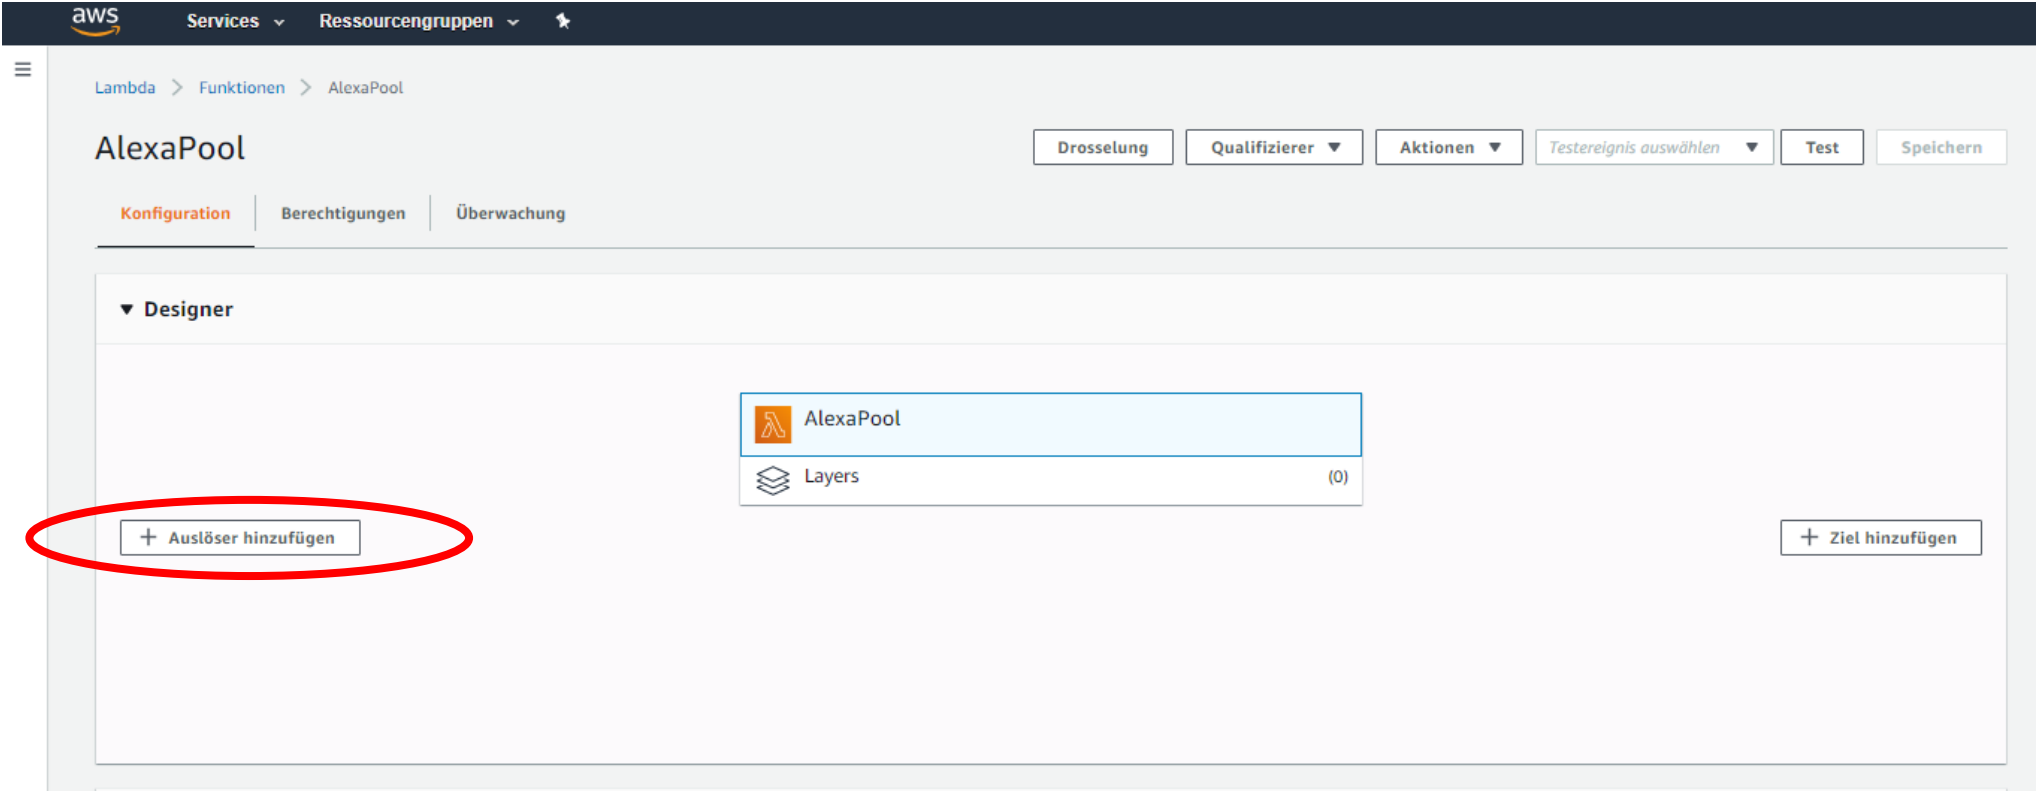 aws Services Ressourcengruppen
Lambda > Funktionen > AlexaPool
AlexaPool
Drosselung Qualifizierer Aktionen Testereignis auswählen Test Speichern
Konfiguration Berechtigungen Überwachung
Designer
AlexaPool
Layers (0)
+ Auslöser hinzufügen + Ziel hinzufügen